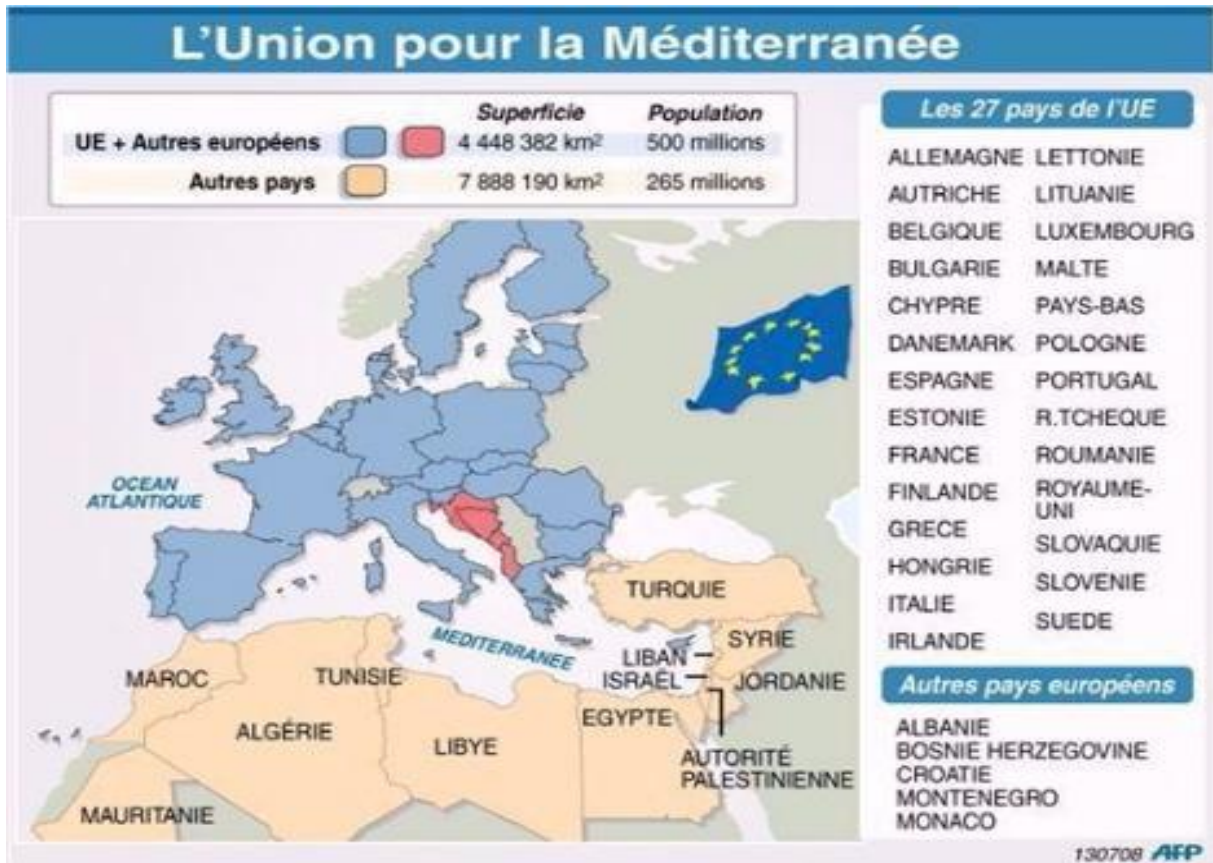 L'Union pour la Méditerranée
Superficie Population
UE + Autres européens 4 448 382 km² 500 millions
Autres pays 7 888 190 km² 265 millions
Les 27 pays de l'UE
ALLEMAGNE LETTONIE
AUTRICHE LITUANIE
BELGIQUE LUXEMBOURG
BULGARIE MALTE
CHYPRE PAYS-BAS
DANEMARK POLOGNE
ESPAGNE PORTUGAL
ESTONIE R.TCHEQUE
FRANCE ROUMANIE
FINLANDE ROYAUME-
UNI
GRECE SLOVAQUIE
HONGRIE SLOVENIE
ITALIE SUEDE
IRLANDE
Autres pays européens
ALBANIE
BOSNIE HERZEGOVINE
CROATIE
MONTENEGRO
MONACO
OCEAN
ATLANTIQUE
MEDITERRANEE
TURQUIE
SYRIE
LIBAN
ISRAËL
JORDANIE
MAROC
TUNISIE
ALGÉRIE
LIBYE
EGYPTE
AUTORITÉ
PALESTINIENNE
MAURITANIE
130708 AFP